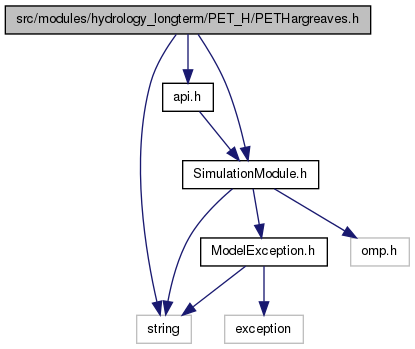 src/modules/hydrology_longterm/PET_H/PETHargreaves.h
api.h
SimulationModule.h
ModelException.h
omp.h
string
exception